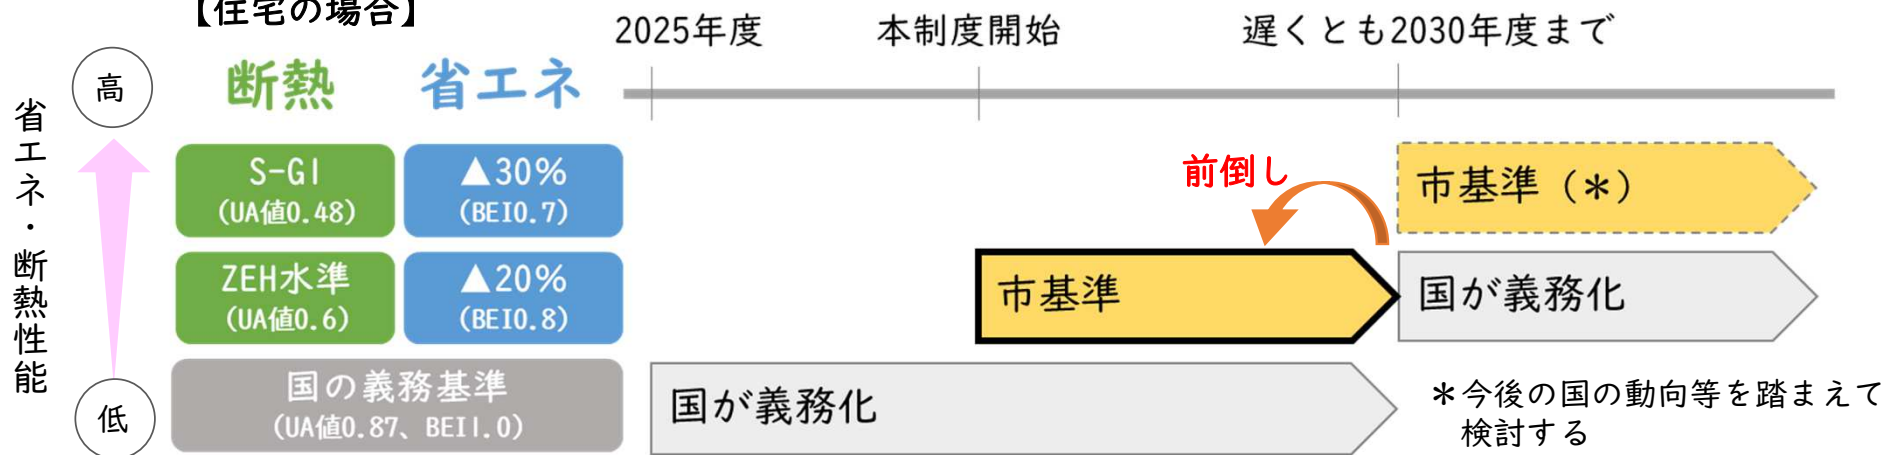 【住宅の場合】
2025年度
本制度開始
遅くとも2030年度まで
省エネ・断熱性能
高
低
断熱
省エネ
S-G1
(UA値0.48)
▲30%
(BEI0.7)
前倒し
市基準（＊）
ZEH水準
(UA値0.6)
▲20%
(BEI0.8)
市基準
国が義務化
国の義務基準
(UA値0.87、BEI1.0)
国が義務化
＊今後の国の動向等を踏まえて
検討する